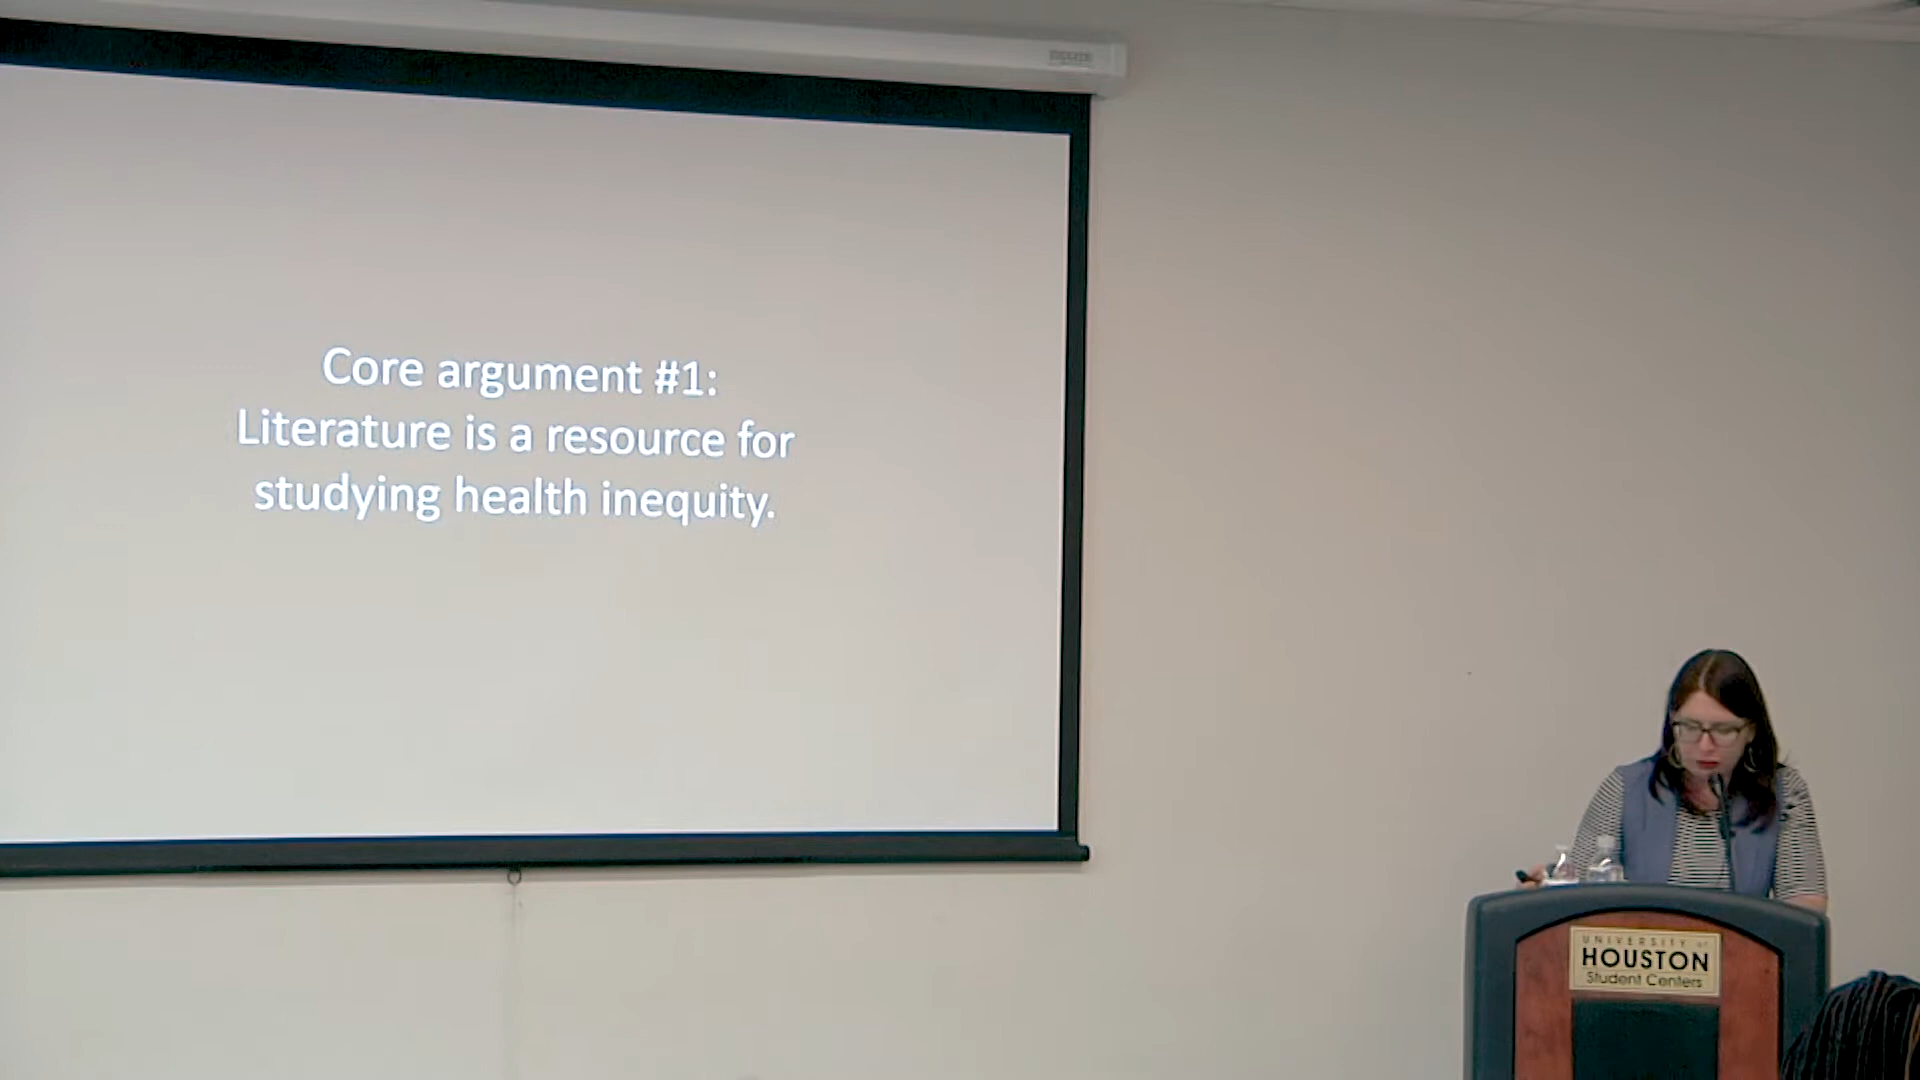 Core argument #1:
Literature is a resource for
studying health inequity.
UNIVERSITY of
HOUSTON
Student Centers